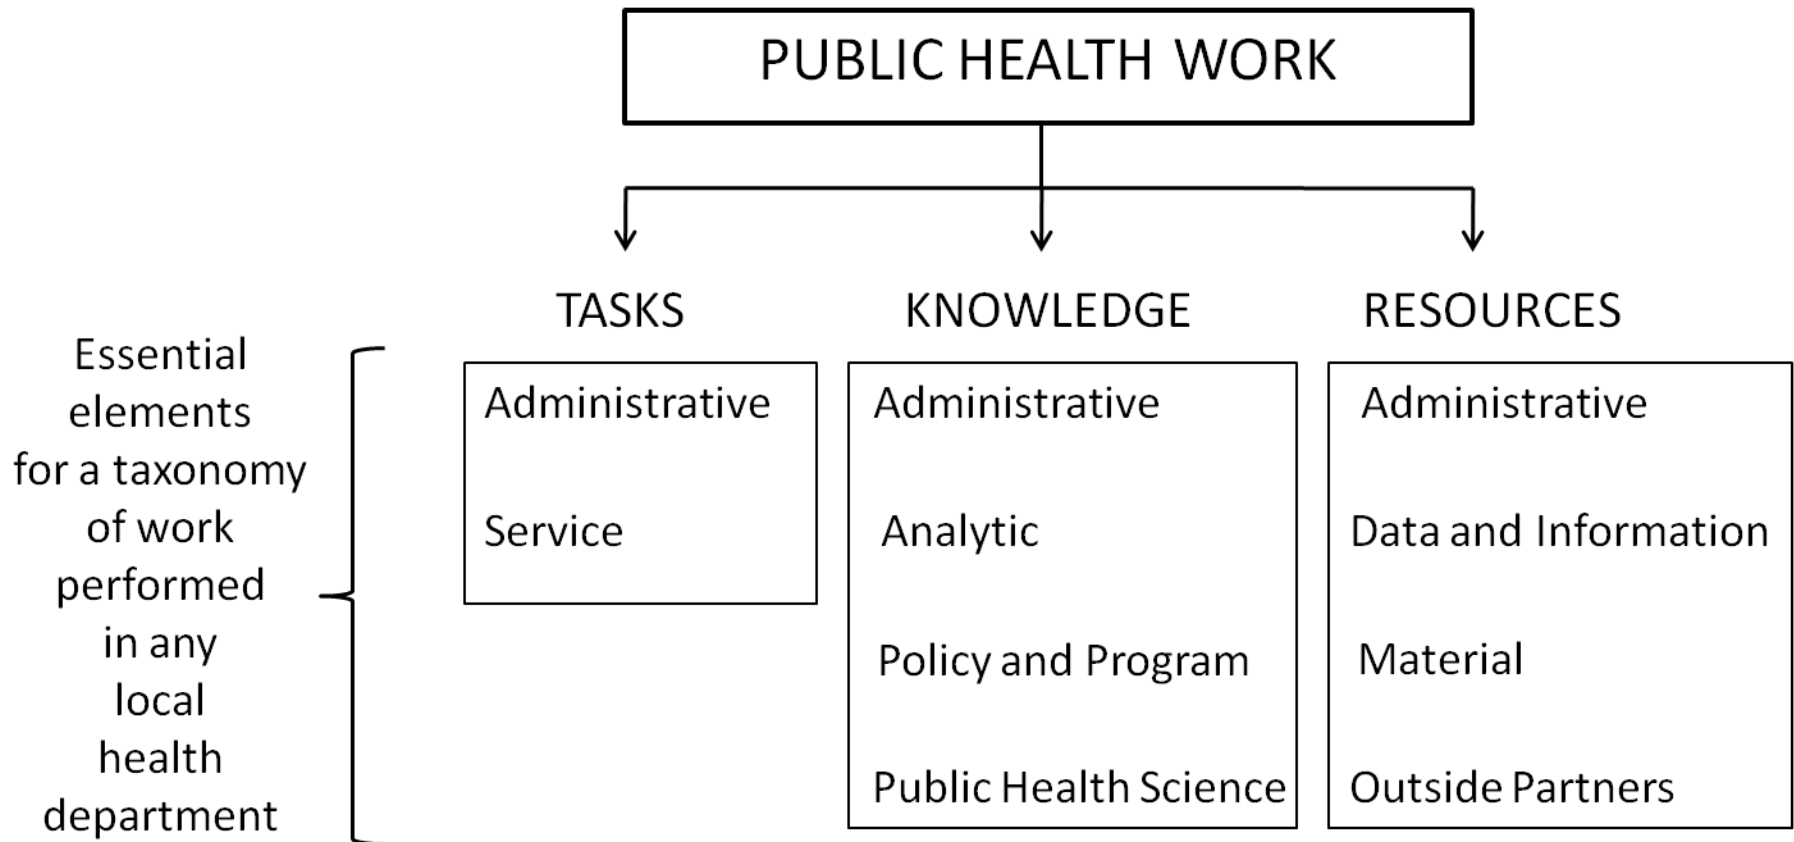 PUBLIC HEALTH WORK
TASKS
KNOWLEDGE
RESOURCES
Essential
elements
for a taxonomy
of work
performed
in any
local
health
department
Administrative
Service
Administrative
Analytic
Policy and Program
Public Health Science
Administrative
Data and Information
Material
Outside Partners